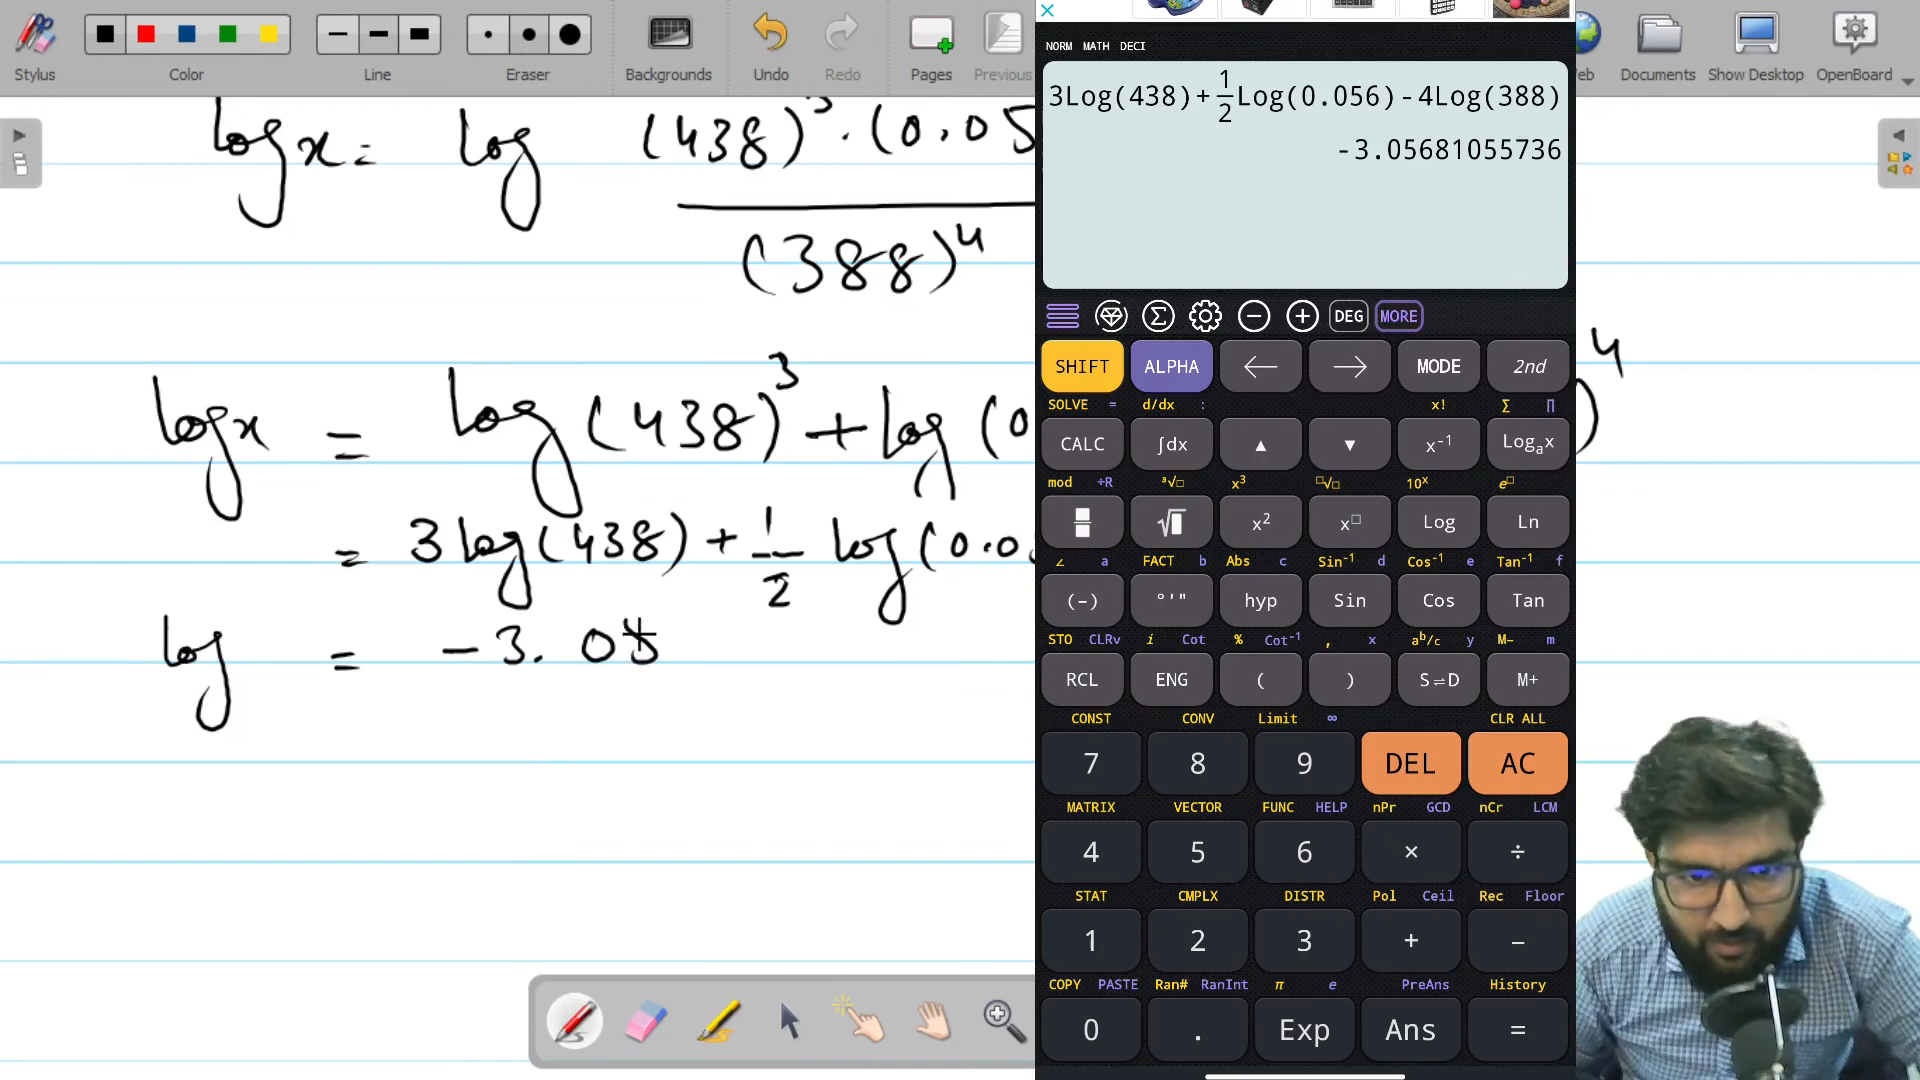 Stylus Color Line Eraser Backgrounds Undo Redo Pages Previous
Documents Show Desktop OpenBoard
log x = log (438)³ . (0.05
(388)⁴
log x = log (438)³ + log (0
)⁴
= 3 log (438) + 1/2 log (0.0
log = -3. 0
NORM MATH DECI
3Log(438)+1/2Log(0.056)-4Log(388)
-3.05681055736
DEG MORE
SHIFT ALPHA ← → MODE 2nd
SOLVE = d/dx : x! Σ ∏
CALC ∫dx ▲ ▼ x⁻¹ Logₐx
mod ÷R ³√□ x³ □√□ 10ˣ e□
√ x² x□ Log Ln
∠ a FACT b Abs c Sin⁻¹ d Cos⁻¹ e Tan⁻¹ f
(–) °'" hyp Sin Cos Tan
STO CLRv i Cot % Cot⁻¹ , x aᵇ/c y M– m
RCL ENG ( ) S⇌D M+
CONST CONV Limit ∞ CLR ALL
7 8 9 DEL AC
MATRIX VECTOR FUNC HELP nPr GCD nCr LCM
4 5 6 × ÷
STAT CMPLX DISTR Pol Ceil Rec Floor
1 2 3 + –
COPY PASTE Ran# RanInt π e PreAns History
0 . Exp Ans =